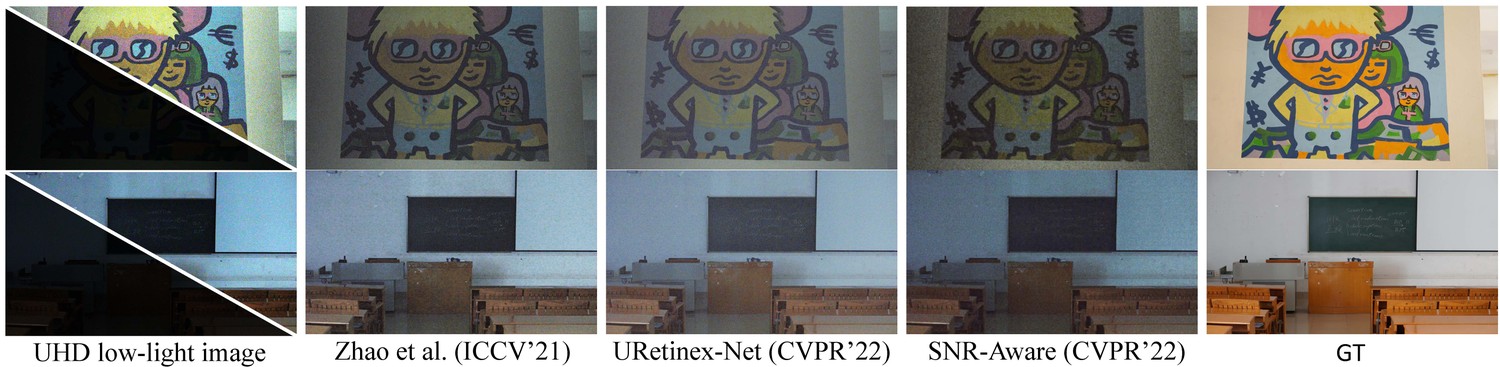 UHD low-light image
Zhao et al. (ICCV’21)
URetinex-Net (CVPR’22)
SNR-Aware (CVPR’22)
GT